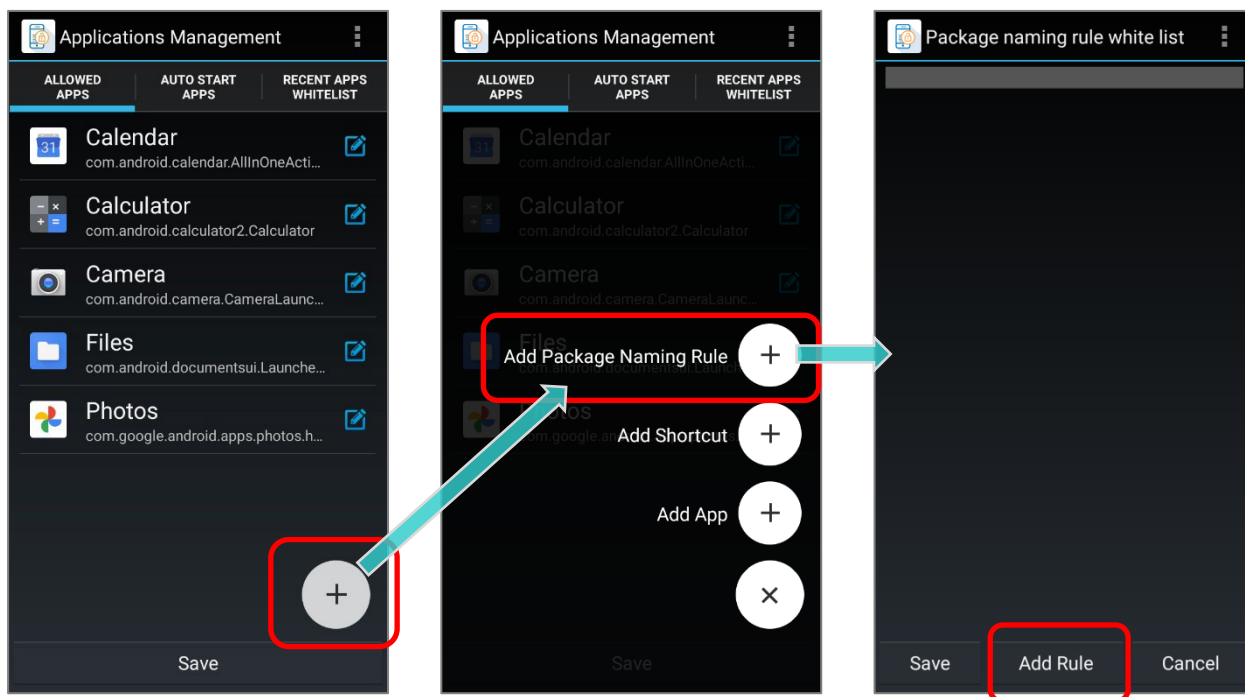 Applications Management
ALLOWED APPS
AUTO START APPS
RECENT APPS WHITELIST
31
Calendar
com.android.calendar.AllInOneActi...
Calculator
com.android.calculator2.Calculator
Camera
com.android.camera.CameraLaunc...
Files
com.android.documentsui.Launche...
Photos
com.google.android.apps.photos.h...
+
Save
Applications Management
ALLOWED APPS
AUTO START APPS
RECENT APPS WHITELIST
31
Calendar
com.android.calendar.AllInOneActi...
Calculator
com.android.calculator2.Calculator
Camera
com.android.camera.CameraLaunc...
Files
Add Package Naming Rule
+
Add Shortcut
+
Add App
+
×
Save
Package naming rule white list
Save
Add Rule
Cancel